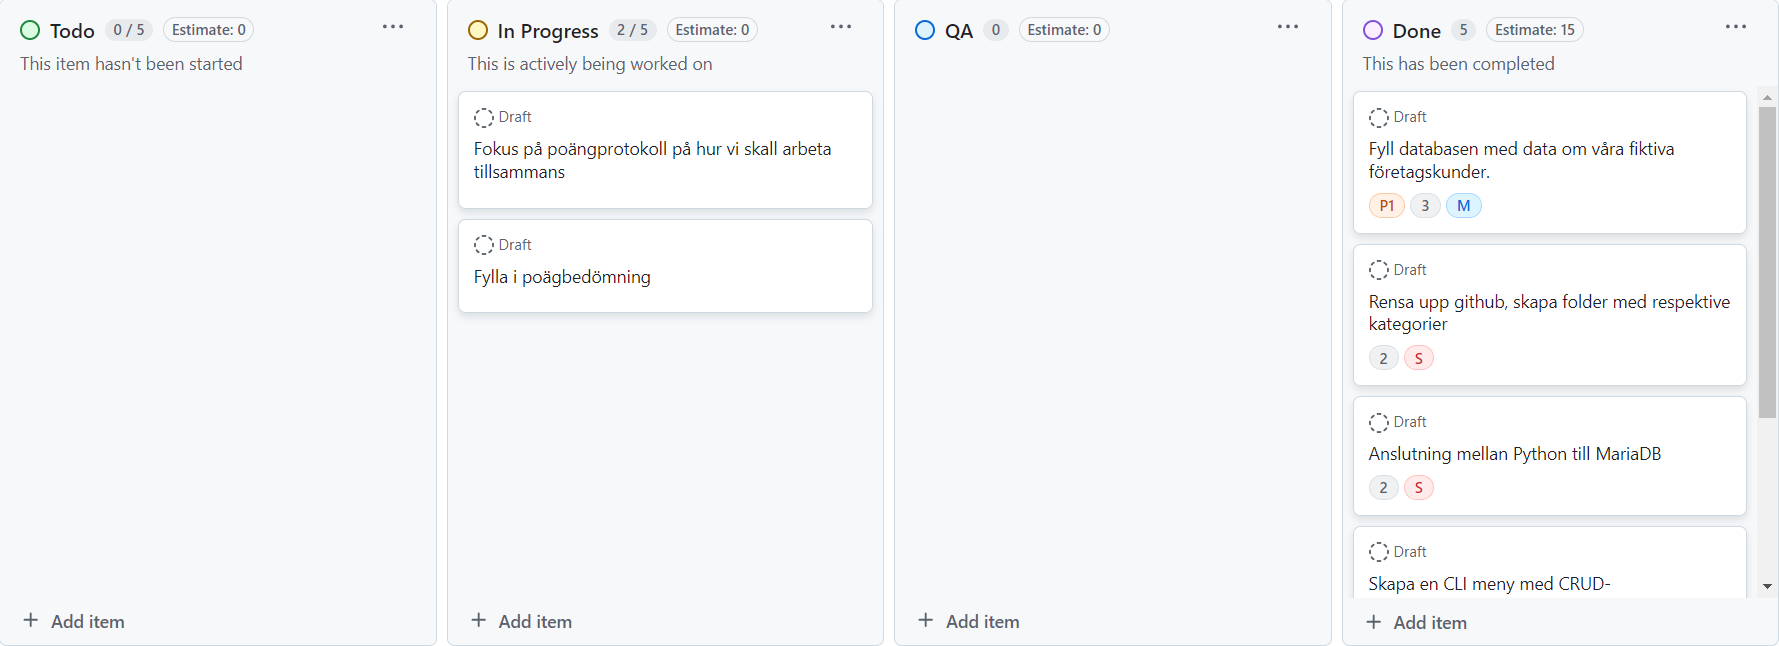 Todo 0 / 5 Estimate: 0 ...
This item hasn't been started
Add item
In Progress 2 / 5 Estimate: 0 ...
This is actively being worked on
Draft
Fokus på poängprotokoll på hur vi skall arbeta
tillsammans
Draft
Fylla i poägbedömning
Add item
QA 0 Estimate: 0 ...
Add item
Done 5 Estimate: 15 ...
This has been completed
Draft
Fyll databasen med data om våra fiktiva
företagskunder.
P1 3 M
Draft
Rensa upp github, skapa folder med respektive
kategorier
2 S
Draft
Anslutning mellan Python till MariaDB
2 S
Draft
Skapa en CLI meny med CRUD-
Add item